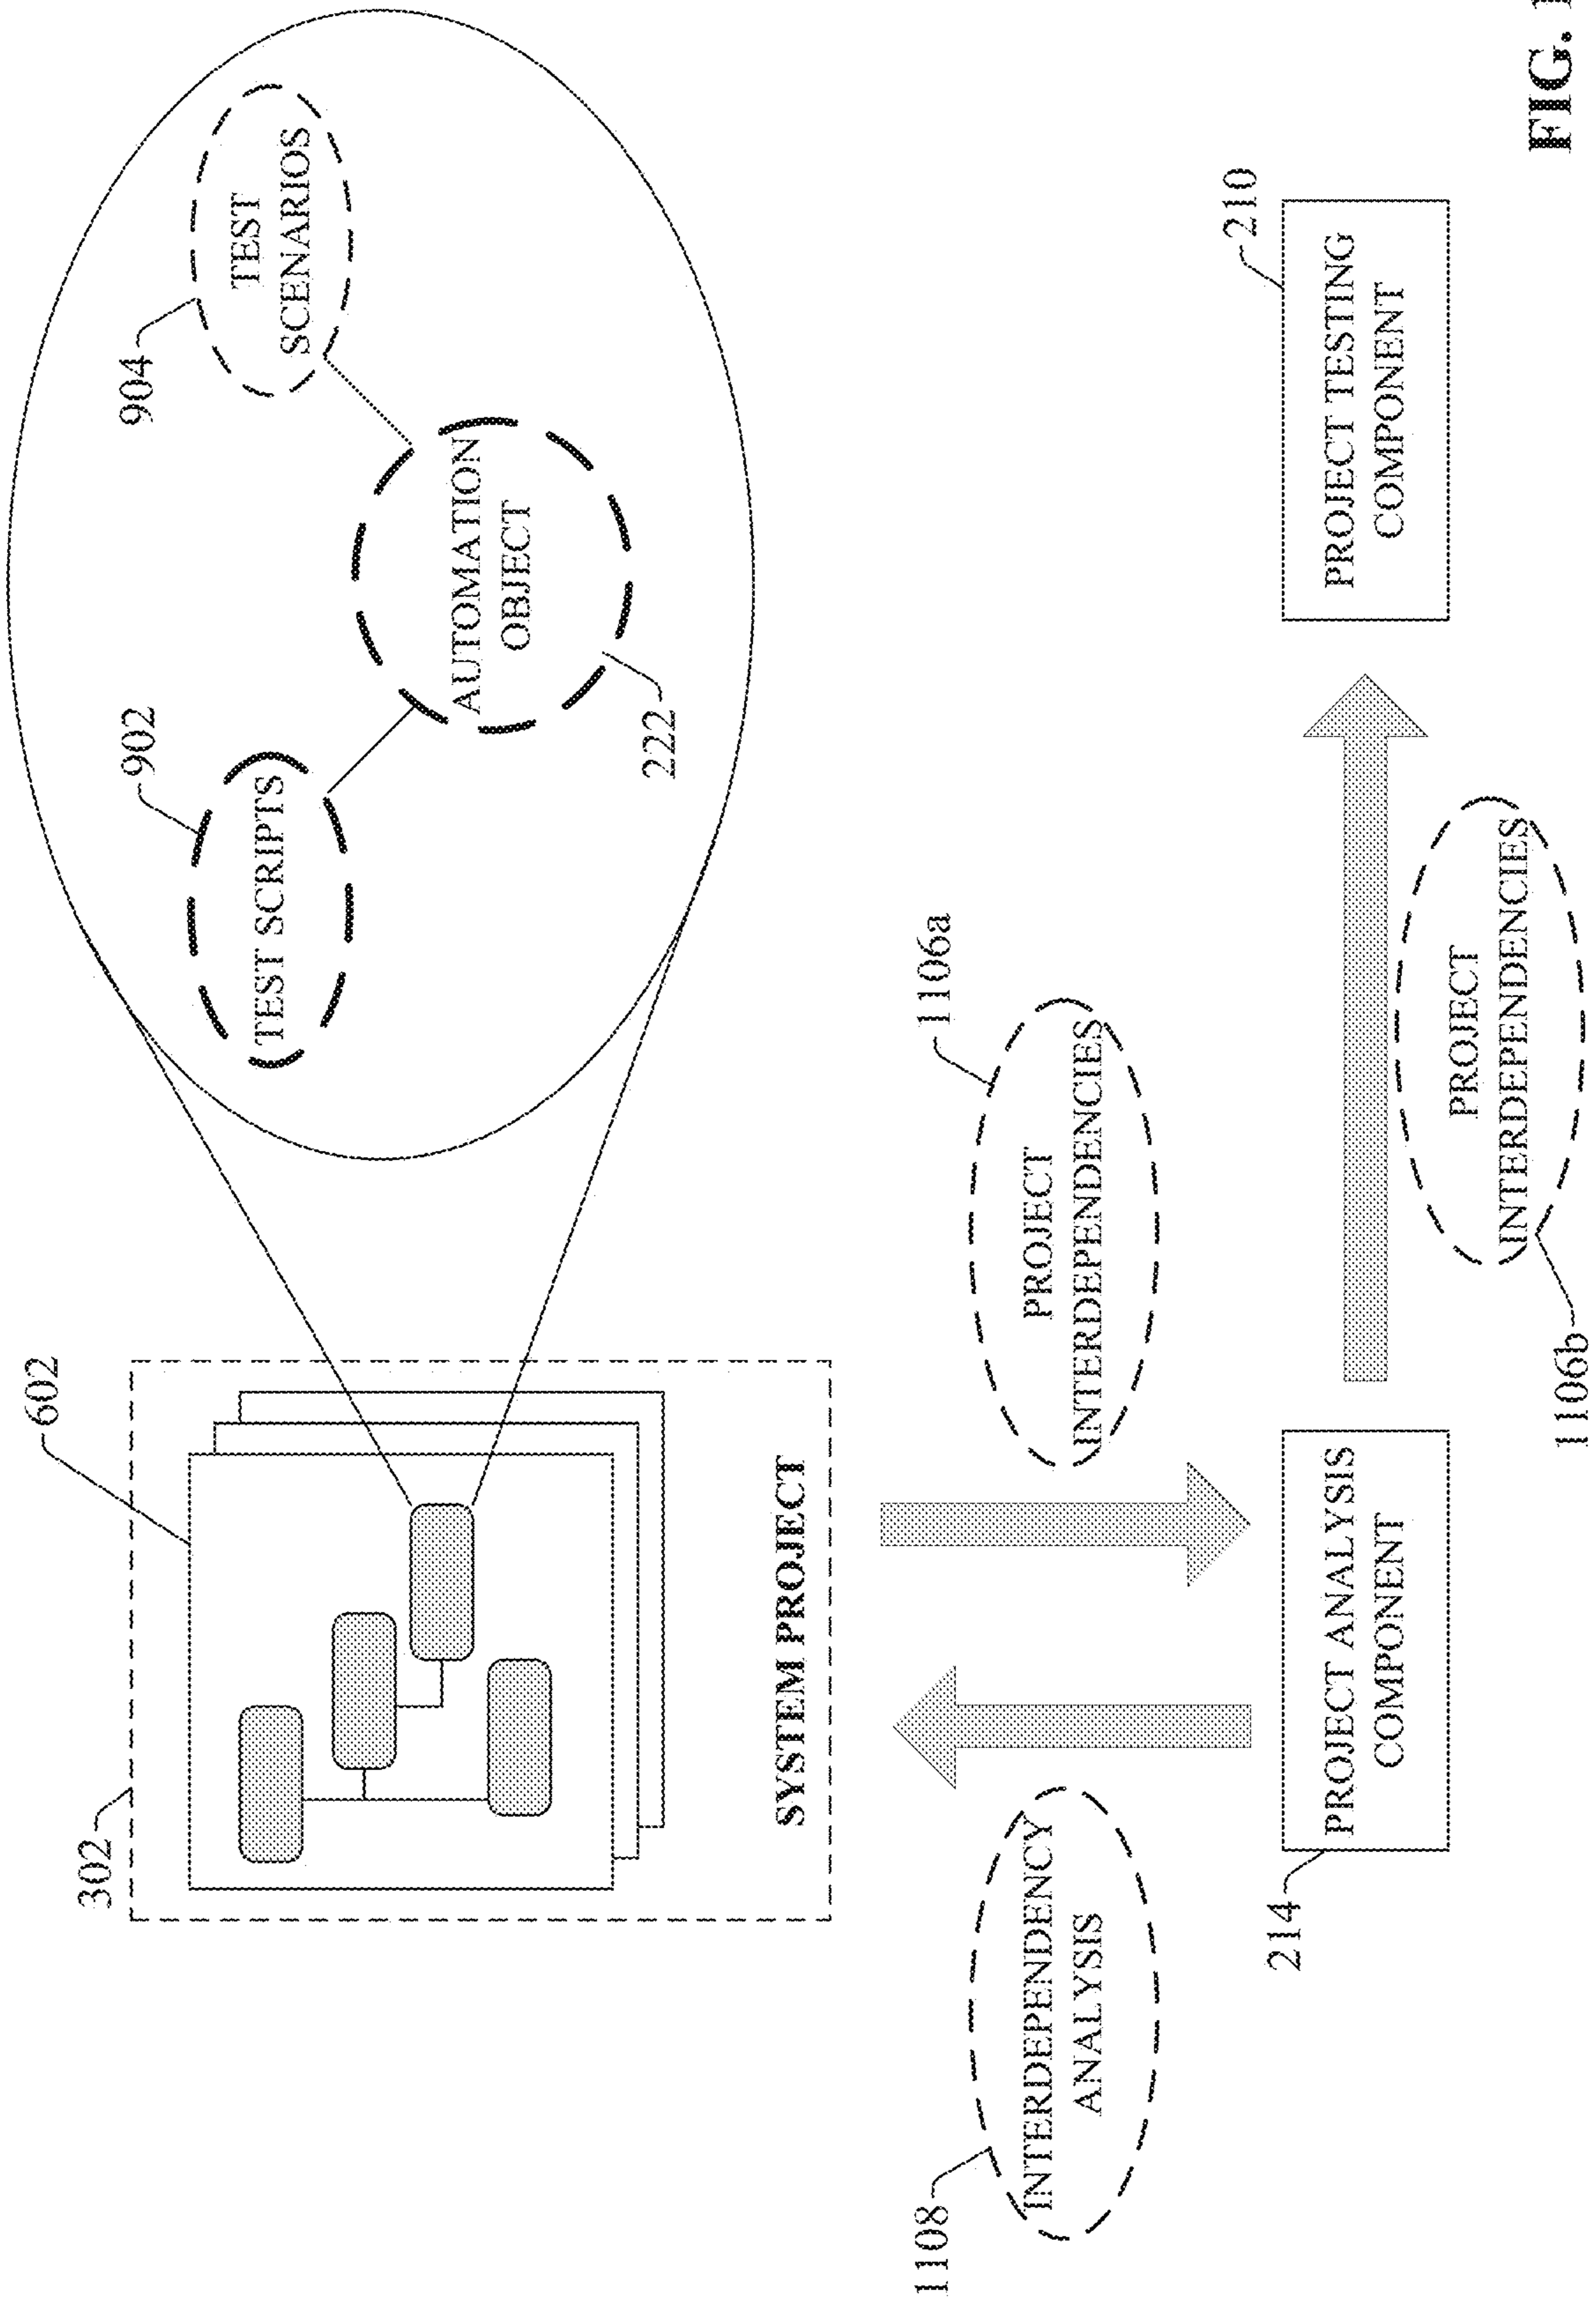 302
602
902
904
TEST SCRIPTS
TEST
SCENARIOS
AUTOMATION
OBJECT
222
SYSTEM PROJECT
1108
INTERDEPENDENCY
ANALYSIS
1106a
PROJECT
INTERDEPENDENCIES
214
PROJECT ANALYSIS
COMPONENT
210
PROJECT TESTING
COMPONENT
PROJECT
INTERDEPENDENCIES
1106b
FIG.